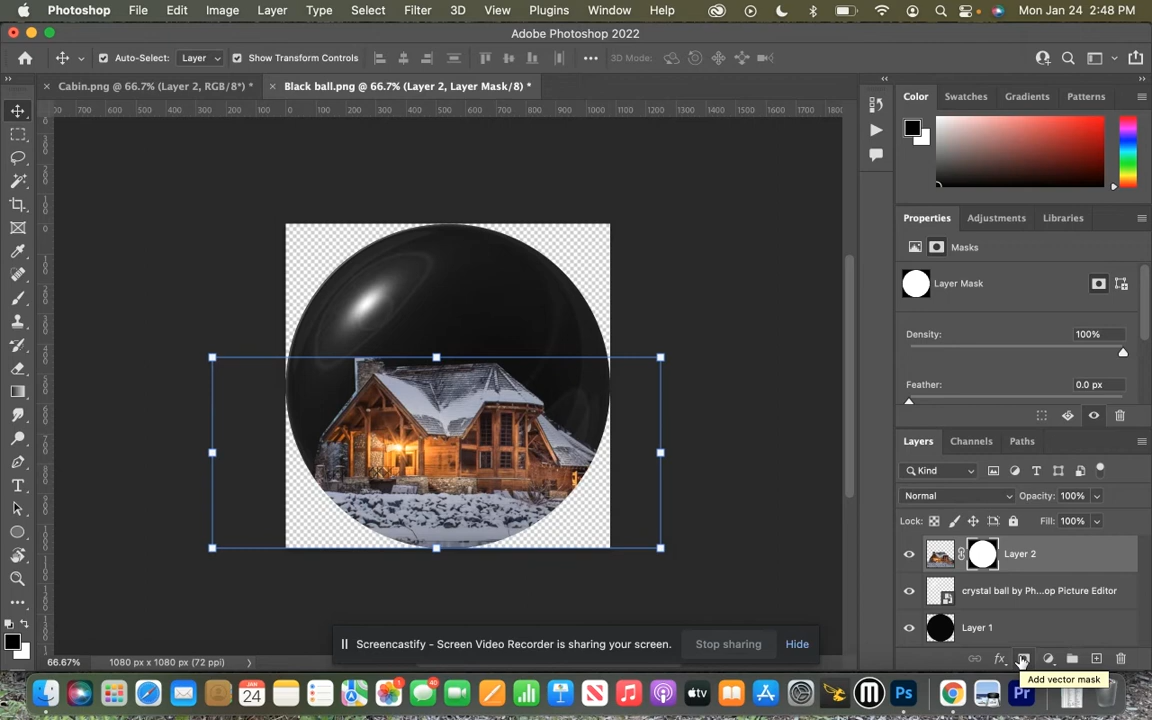 Photoshop File Edit Image Layer Type Select Filter 3D View Plugins Window Help Mon Jan 24 2:48 PM
Adobe Photoshop 2022
Auto-Select: Layer Show Transform Controls 3D Mode:
Cabin.png @ 66.7% (Layer 2, RGB/8*) * Black ball.png @ 66.7% (Layer 2, Layer Mask/8) *
Color Swatches Gradients Patterns
Properties Adjustments Libraries
Masks
Layer Mask
Density: 100%
Feather: 0.0 px
Layers Channels Paths
Kind
Normal Opacity: 100%
Lock: Fill: 100%
Layer 2
crystal ball by Ph...op Picture Editor
Layer 1
Screencastify - Screen Video Recorder is sharing your screen. Stop sharing Hide
66.67% 1080 px x 1080 px (72 ppi)
fx
Add vector mask